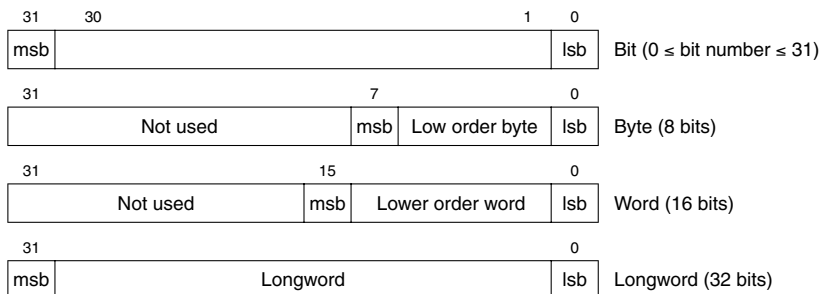 31 30 1 0
msb lsb Bit (0 ≤ bit number ≤ 31)
31 7 0
Not used msb Low order byte lsb Byte (8 bits)
31 15 0
Not used msb Lower order word lsb Word (16 bits)
31 0
msb Longword lsb Longword (32 bits)